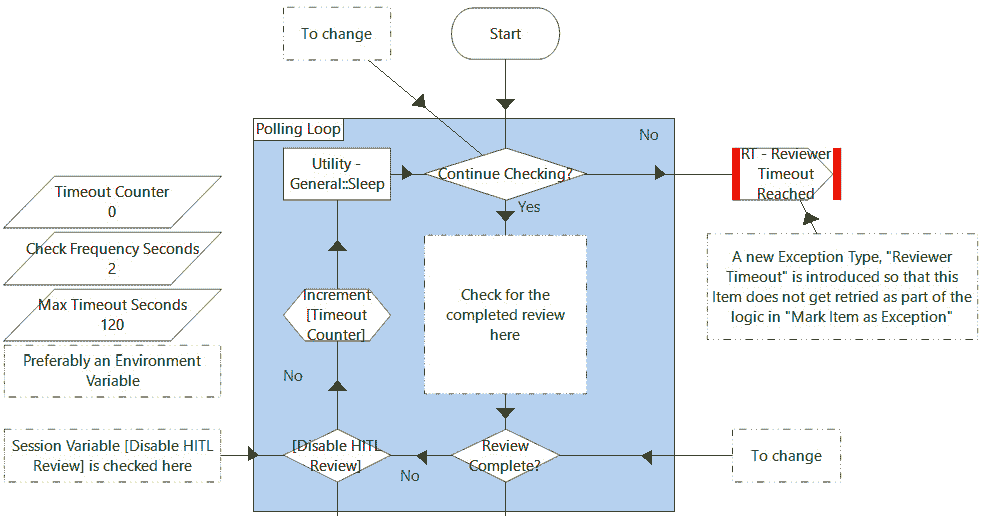 To change
Start
Polling Loop
No
Utility -
General::Sleep
Continue Checking?
RT - Reviewer
Timeout
Reached
Yes
Timeout Counter
0
Check Frequency Seconds
2
Max Timeout Seconds
120
Preferably an Environment
Variable
Increment
[Timeout
Counter]
Check for the
completed review
here
A new Exception Type, "Reviewer
Timeout" is introduced so that this
Item does not get retried as part of the
logic in "Mark Item as Exception"
No
Session Variable [Disable HITL
Review] is checked here
[Disable HITL
Review]
No
Review
Complete?
To change